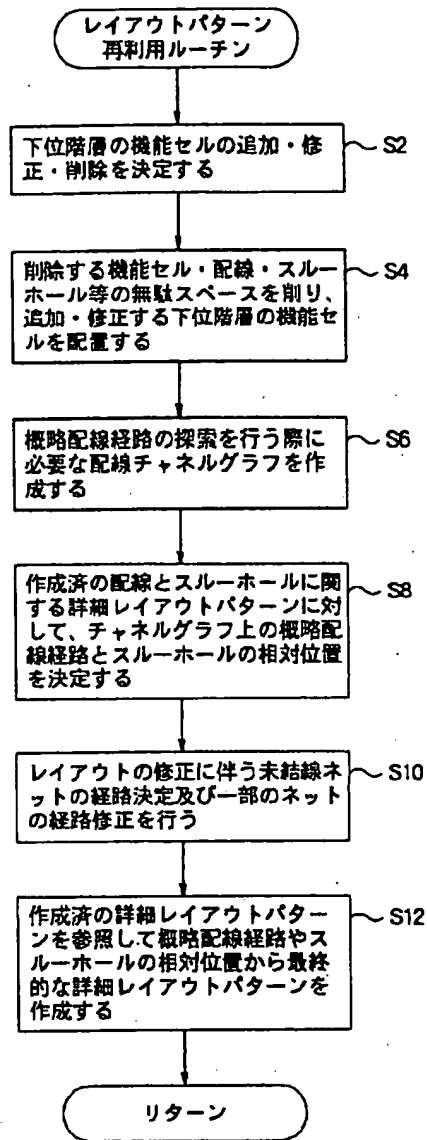 レイアウトパターン
再利用ルーチン
下位階層の機能セルの追加・修
正・削除を決定する
S2
削除する機能セル・配線・スルー
ホール等の無駄スペースを削り、
追加・修正する下位階層の機能セ
ルを配置する
S4
概略配線経路の探索を行う際に
必要な配線チャネルグラフを作
成する
S6
作成済の配線とスルーホールに関
する詳細レイアウトパターンに対
して、チャネルグラフ上の概略配
線経路とスルーホールの相対位置
を決定する
S8
レイアウトの修正に伴う未結線ネ
ットの経路決定及び一部のネット
の経路修正を行う
S10
作成済の詳細レイアウトパター
ンを参照して概略配線経路やス
ルーホールの相対位置から最終
的な詳細レイアウトパターンを
作成する
S12
リターン